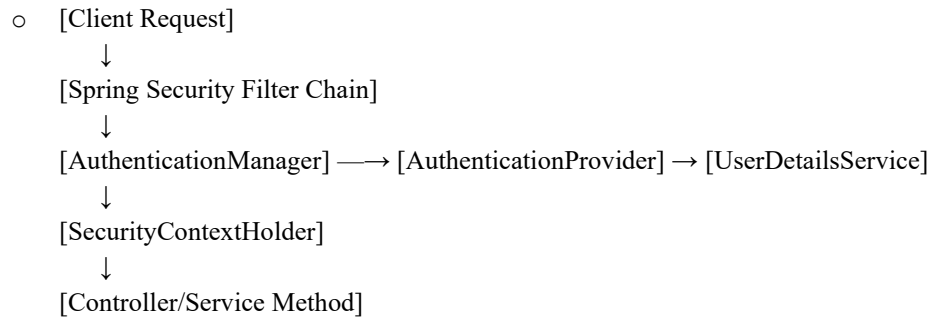 ○ [Client Request]
↓
[Spring Security Filter Chain]
↓
[AuthenticationManager] —→ [AuthenticationProvider] → [UserDetailsService]
↓
[SecurityContextHolder]
↓
[Controller/Service Method]